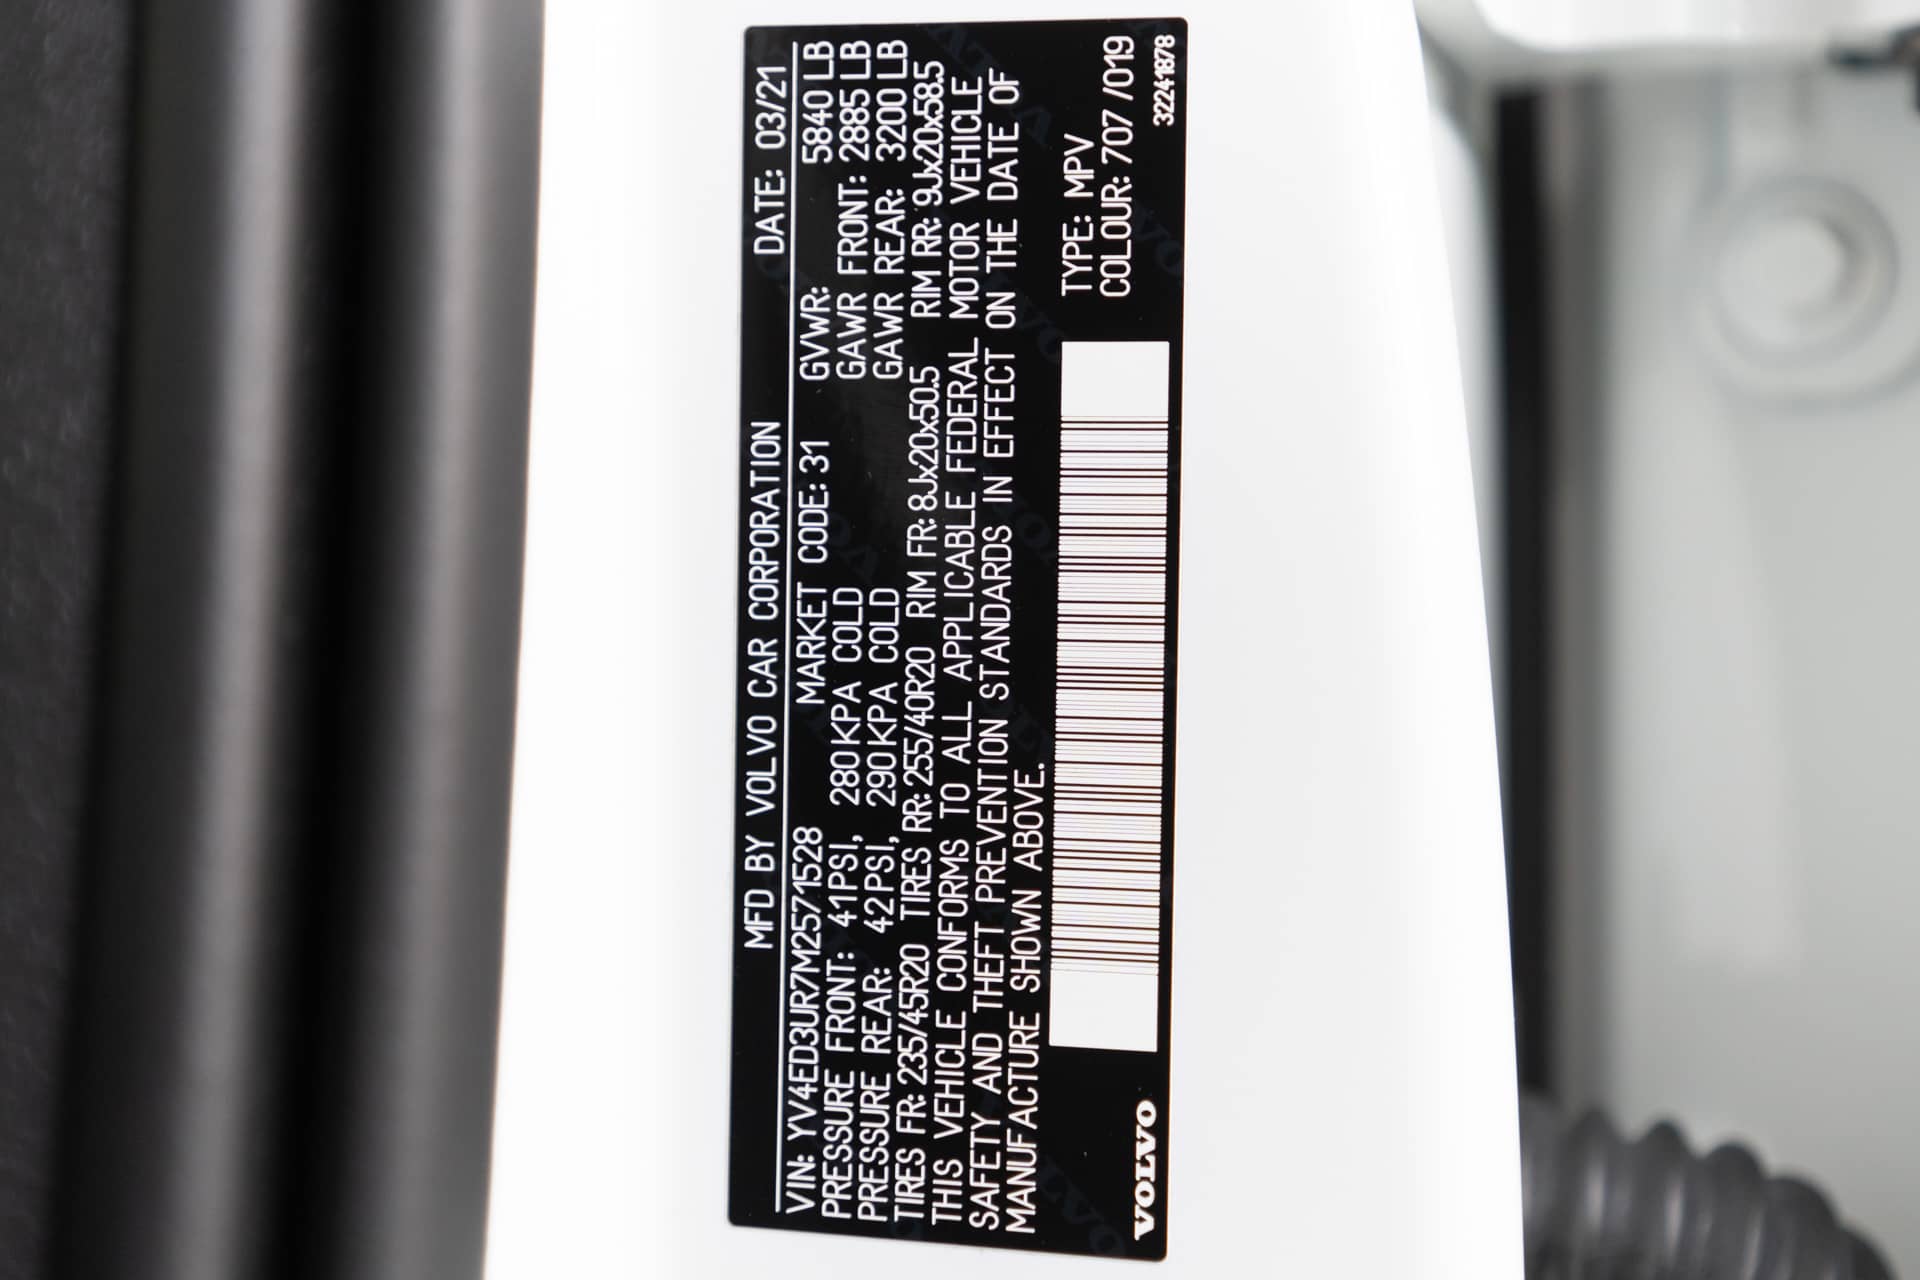 MFD BY VOLVO CAR CORPORATION DATE: 03/21
VIN: YV4ED3UR7M2571528 MARKET CODE: 31 GVWR: 5840 LB
PRESSURE FRONT: 41PSI, 280KPA COLD GAWR FRONT: 2885 LB
PRESSURE REAR: 42PSI, 290KPA COLD GAWR REAR: 3200 LB
TIRES FR: 235/45R20 TIRES RR: 255/40R20 RIM FR: 8Jx20x50.5 RIM RR: 9Jx20x58.5
THIS VEHICLE CONFORMS TO ALL APPLICABLE FEDERAL MOTOR VEHICLE
SAFETY AND THEFT PREVENTION STANDARDS IN EFFECT ON THE DATE OF
MANUFACTURE SHOWN ABOVE.
TYPE: MPV
COLOUR: 707 /019
VOLVO
32241878